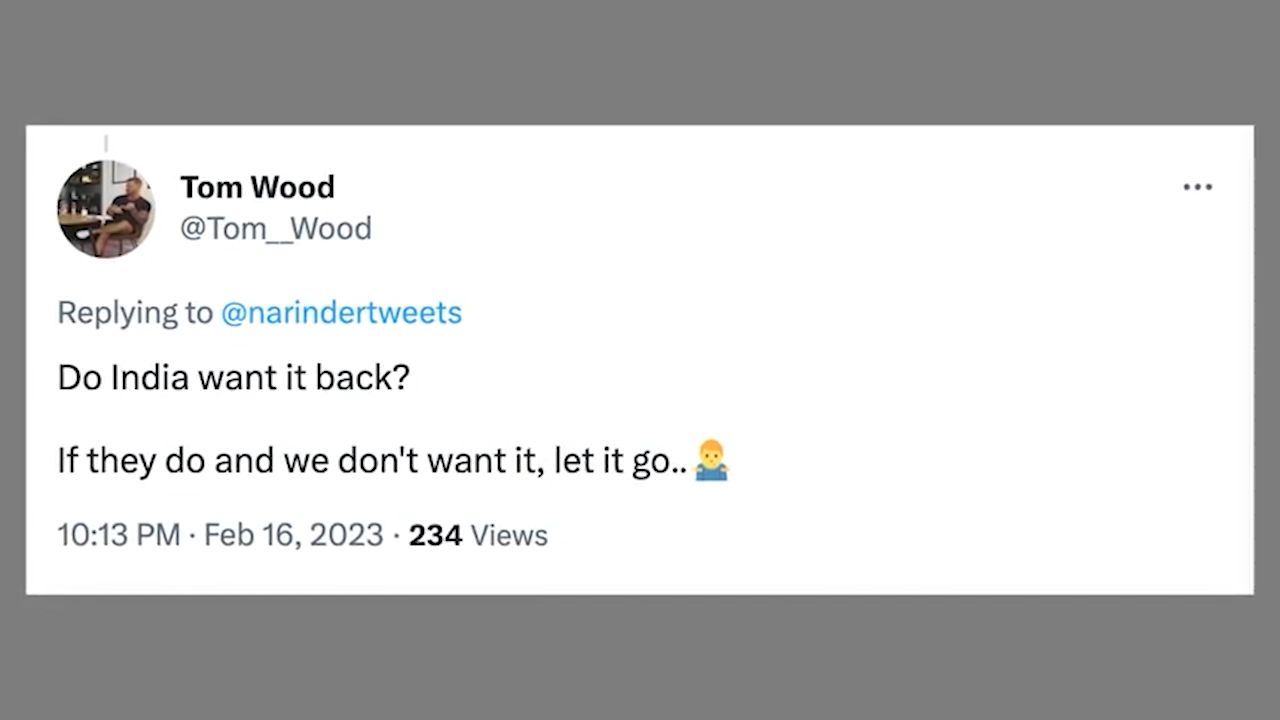 Tom Wood
@Tom__Wood
Replying to @narindertweets
Do India want it back?
If they do and we don't want it, let it go..🤷‍♂️
10:13 PM · Feb 16, 2023 · 234 Views